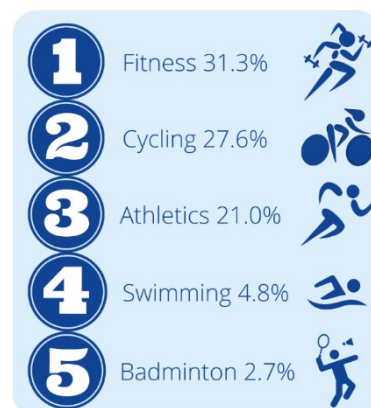 1 Fitness 31.3%
2 Cycling 27.6%
3 Athletics 21.0%
4 Swimming 4.8%
5 Badminton 2.7%